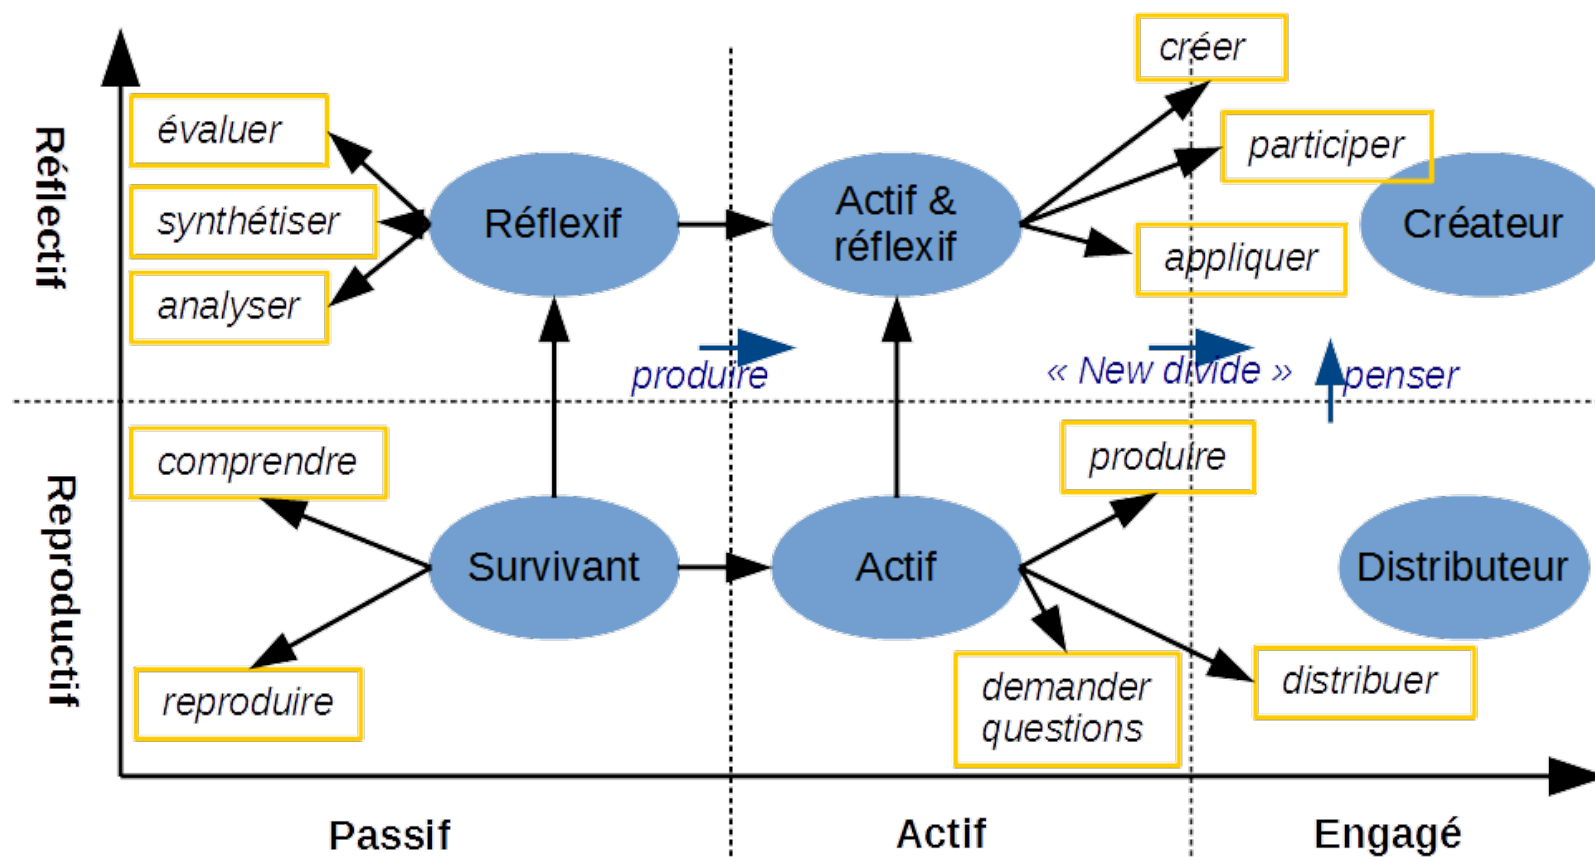 créer
évaluer
participer
Réflectif
synthétiser
Réflexif
Actif &
réflexif
Créateur
analyser
appliquer
produire
« New divide »
penser
comprendre
produire
Reproductif
Survivant
Actif
Distributeur
reproduire
demander
questions
distribuer
Passif
Actif
Engagé